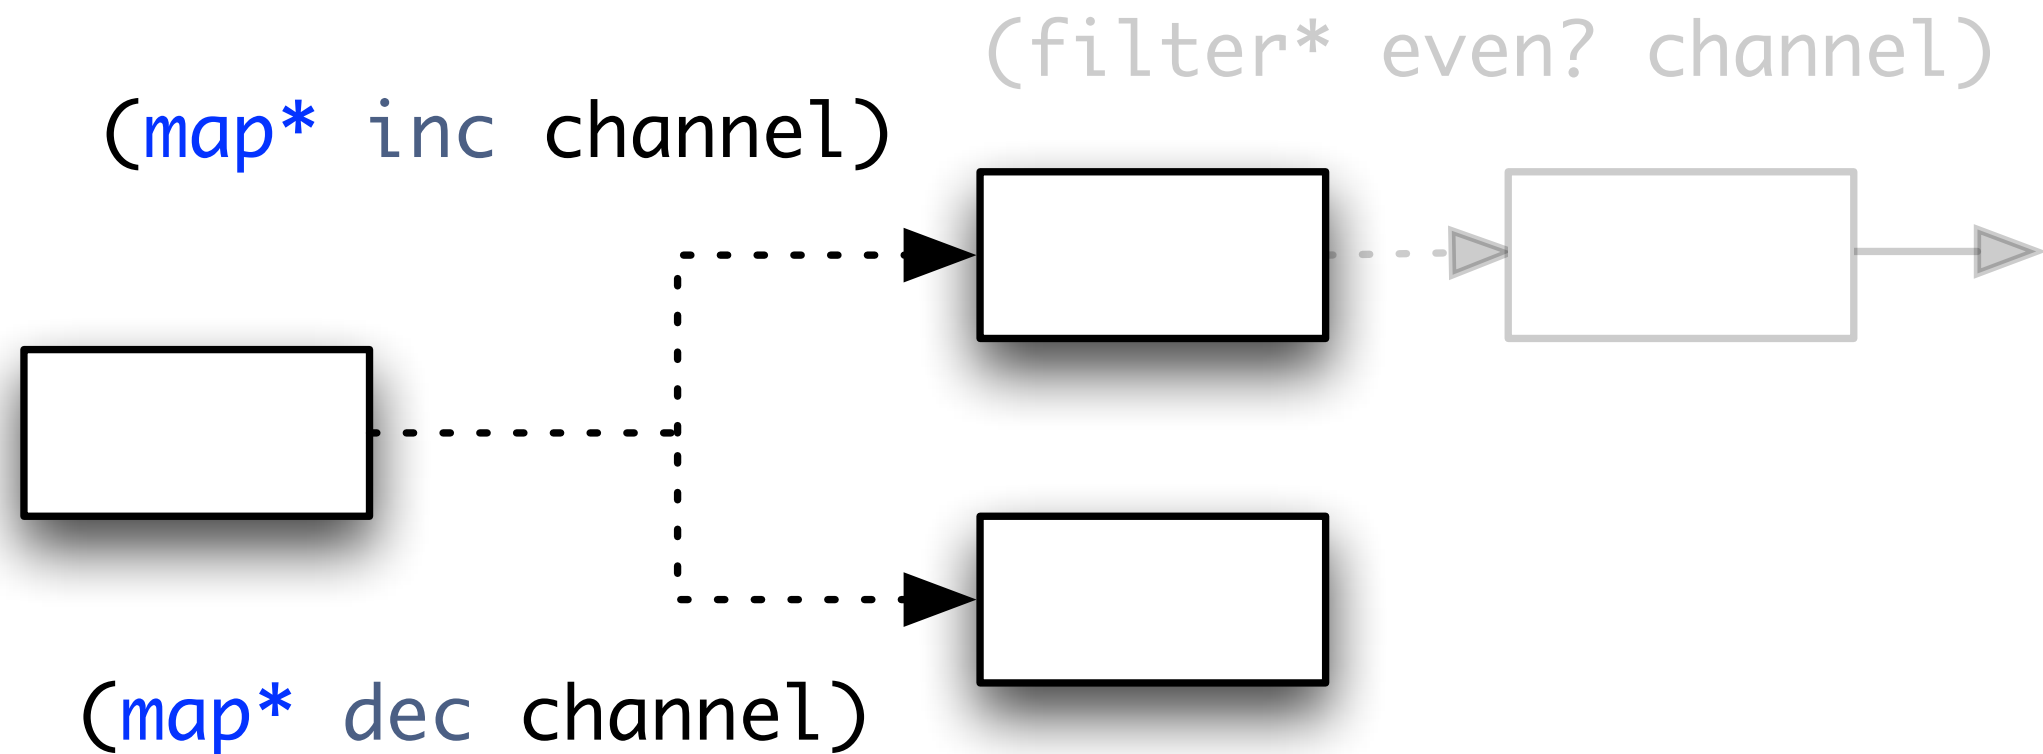 (filter* even? channel)
(map* inc channel)
(map* dec channel)